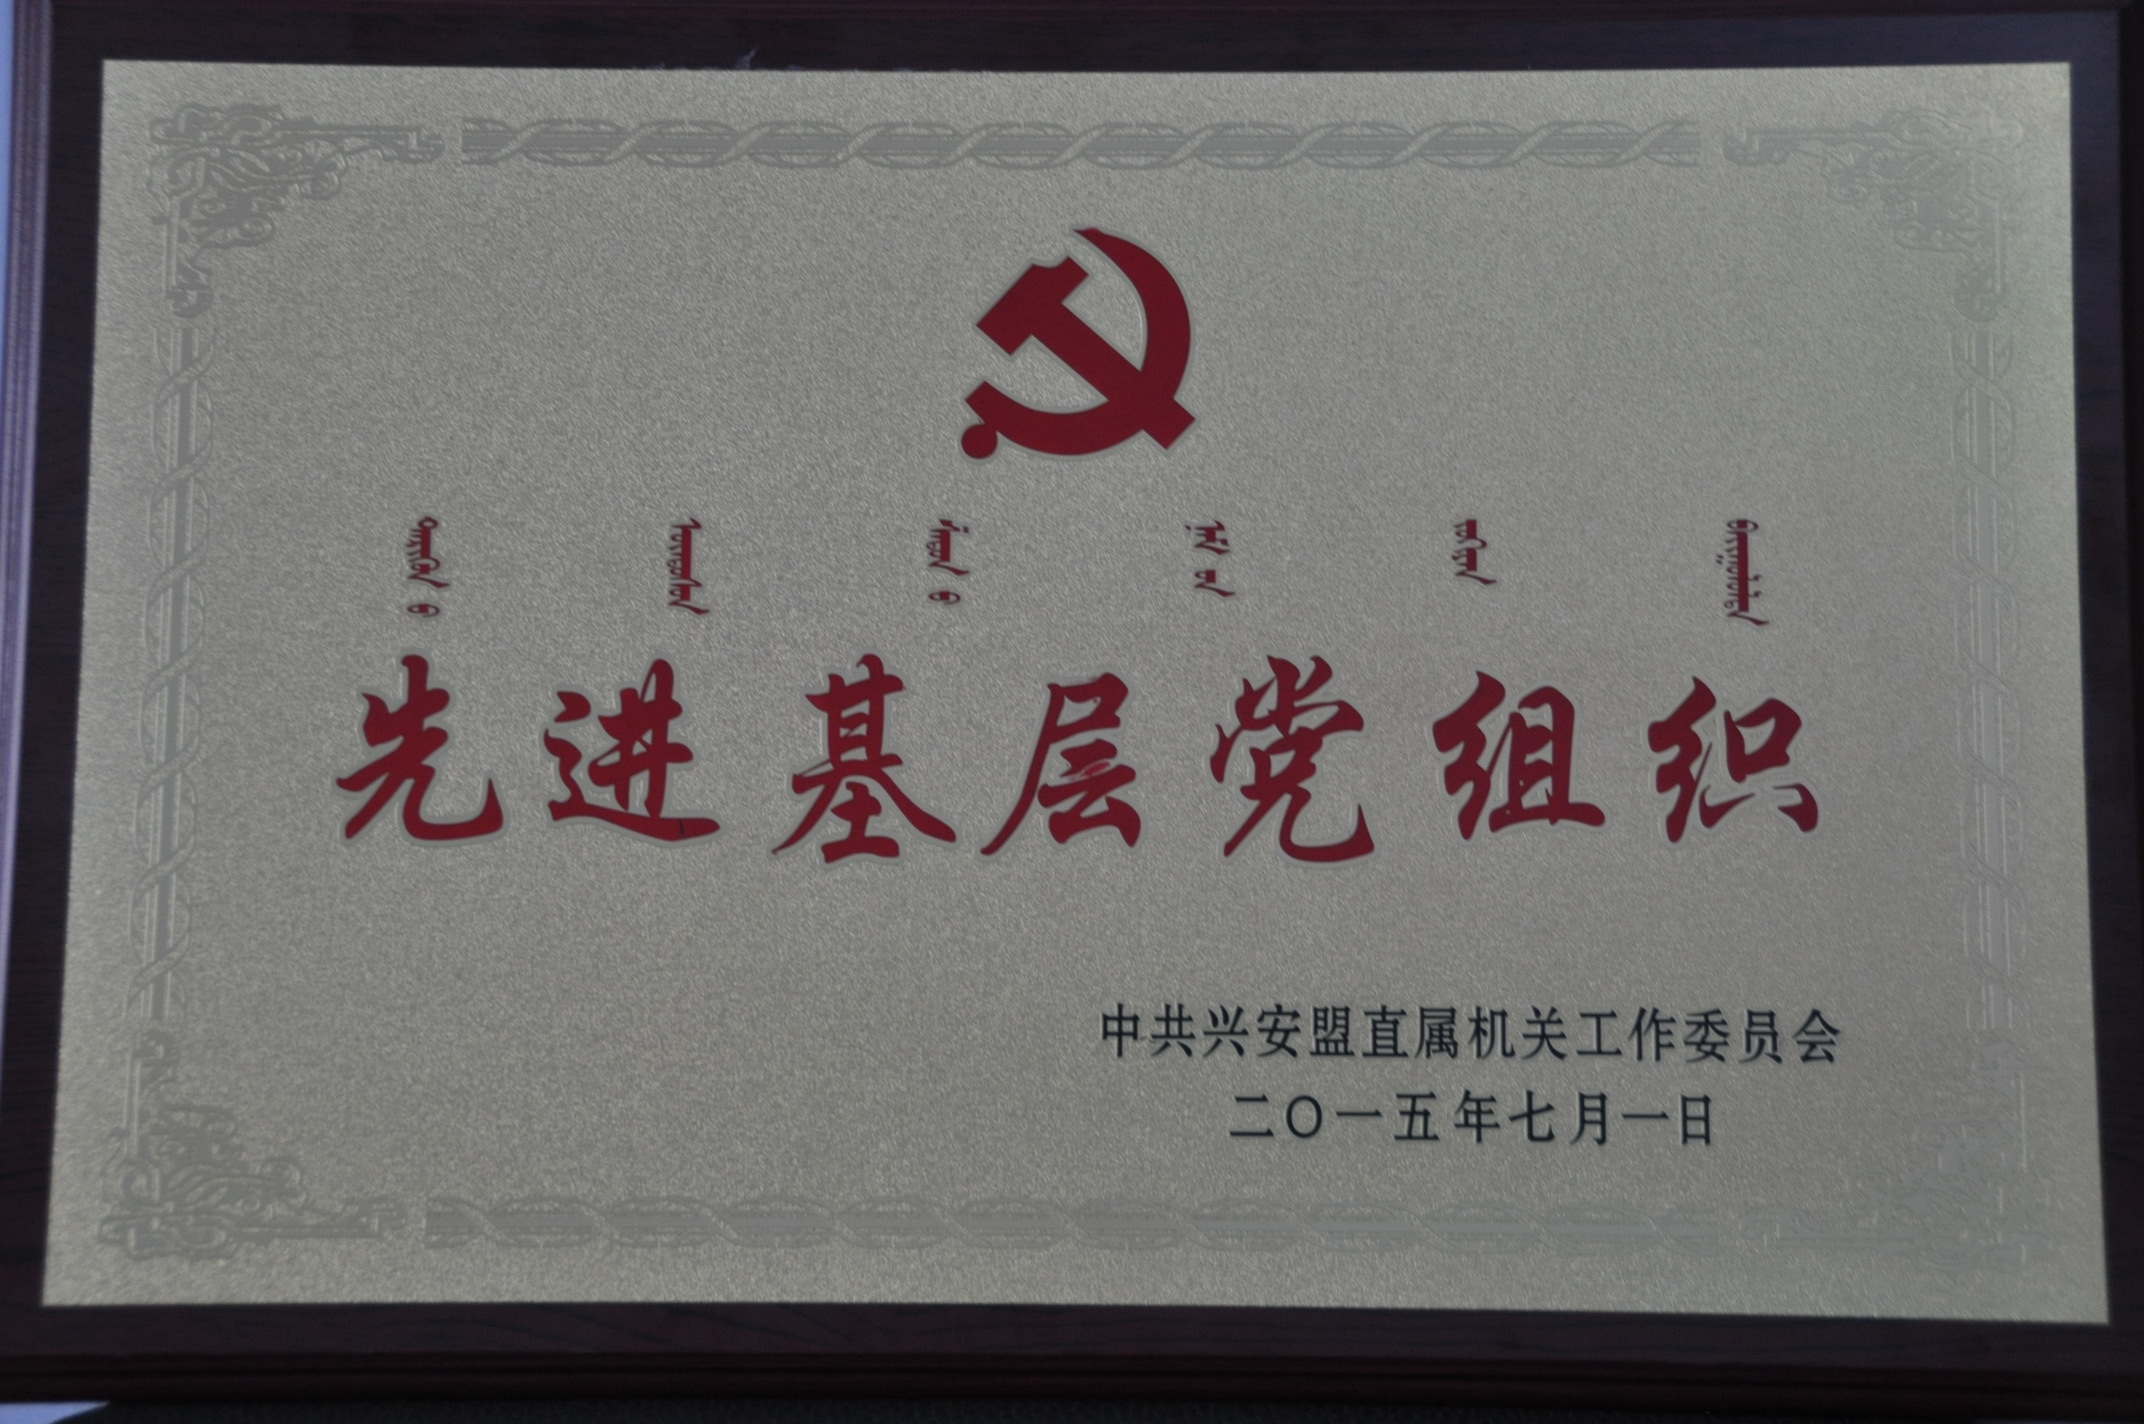 先进基层党组织
中共兴安盟直属机关工作委员会
二〇一五年七月一日